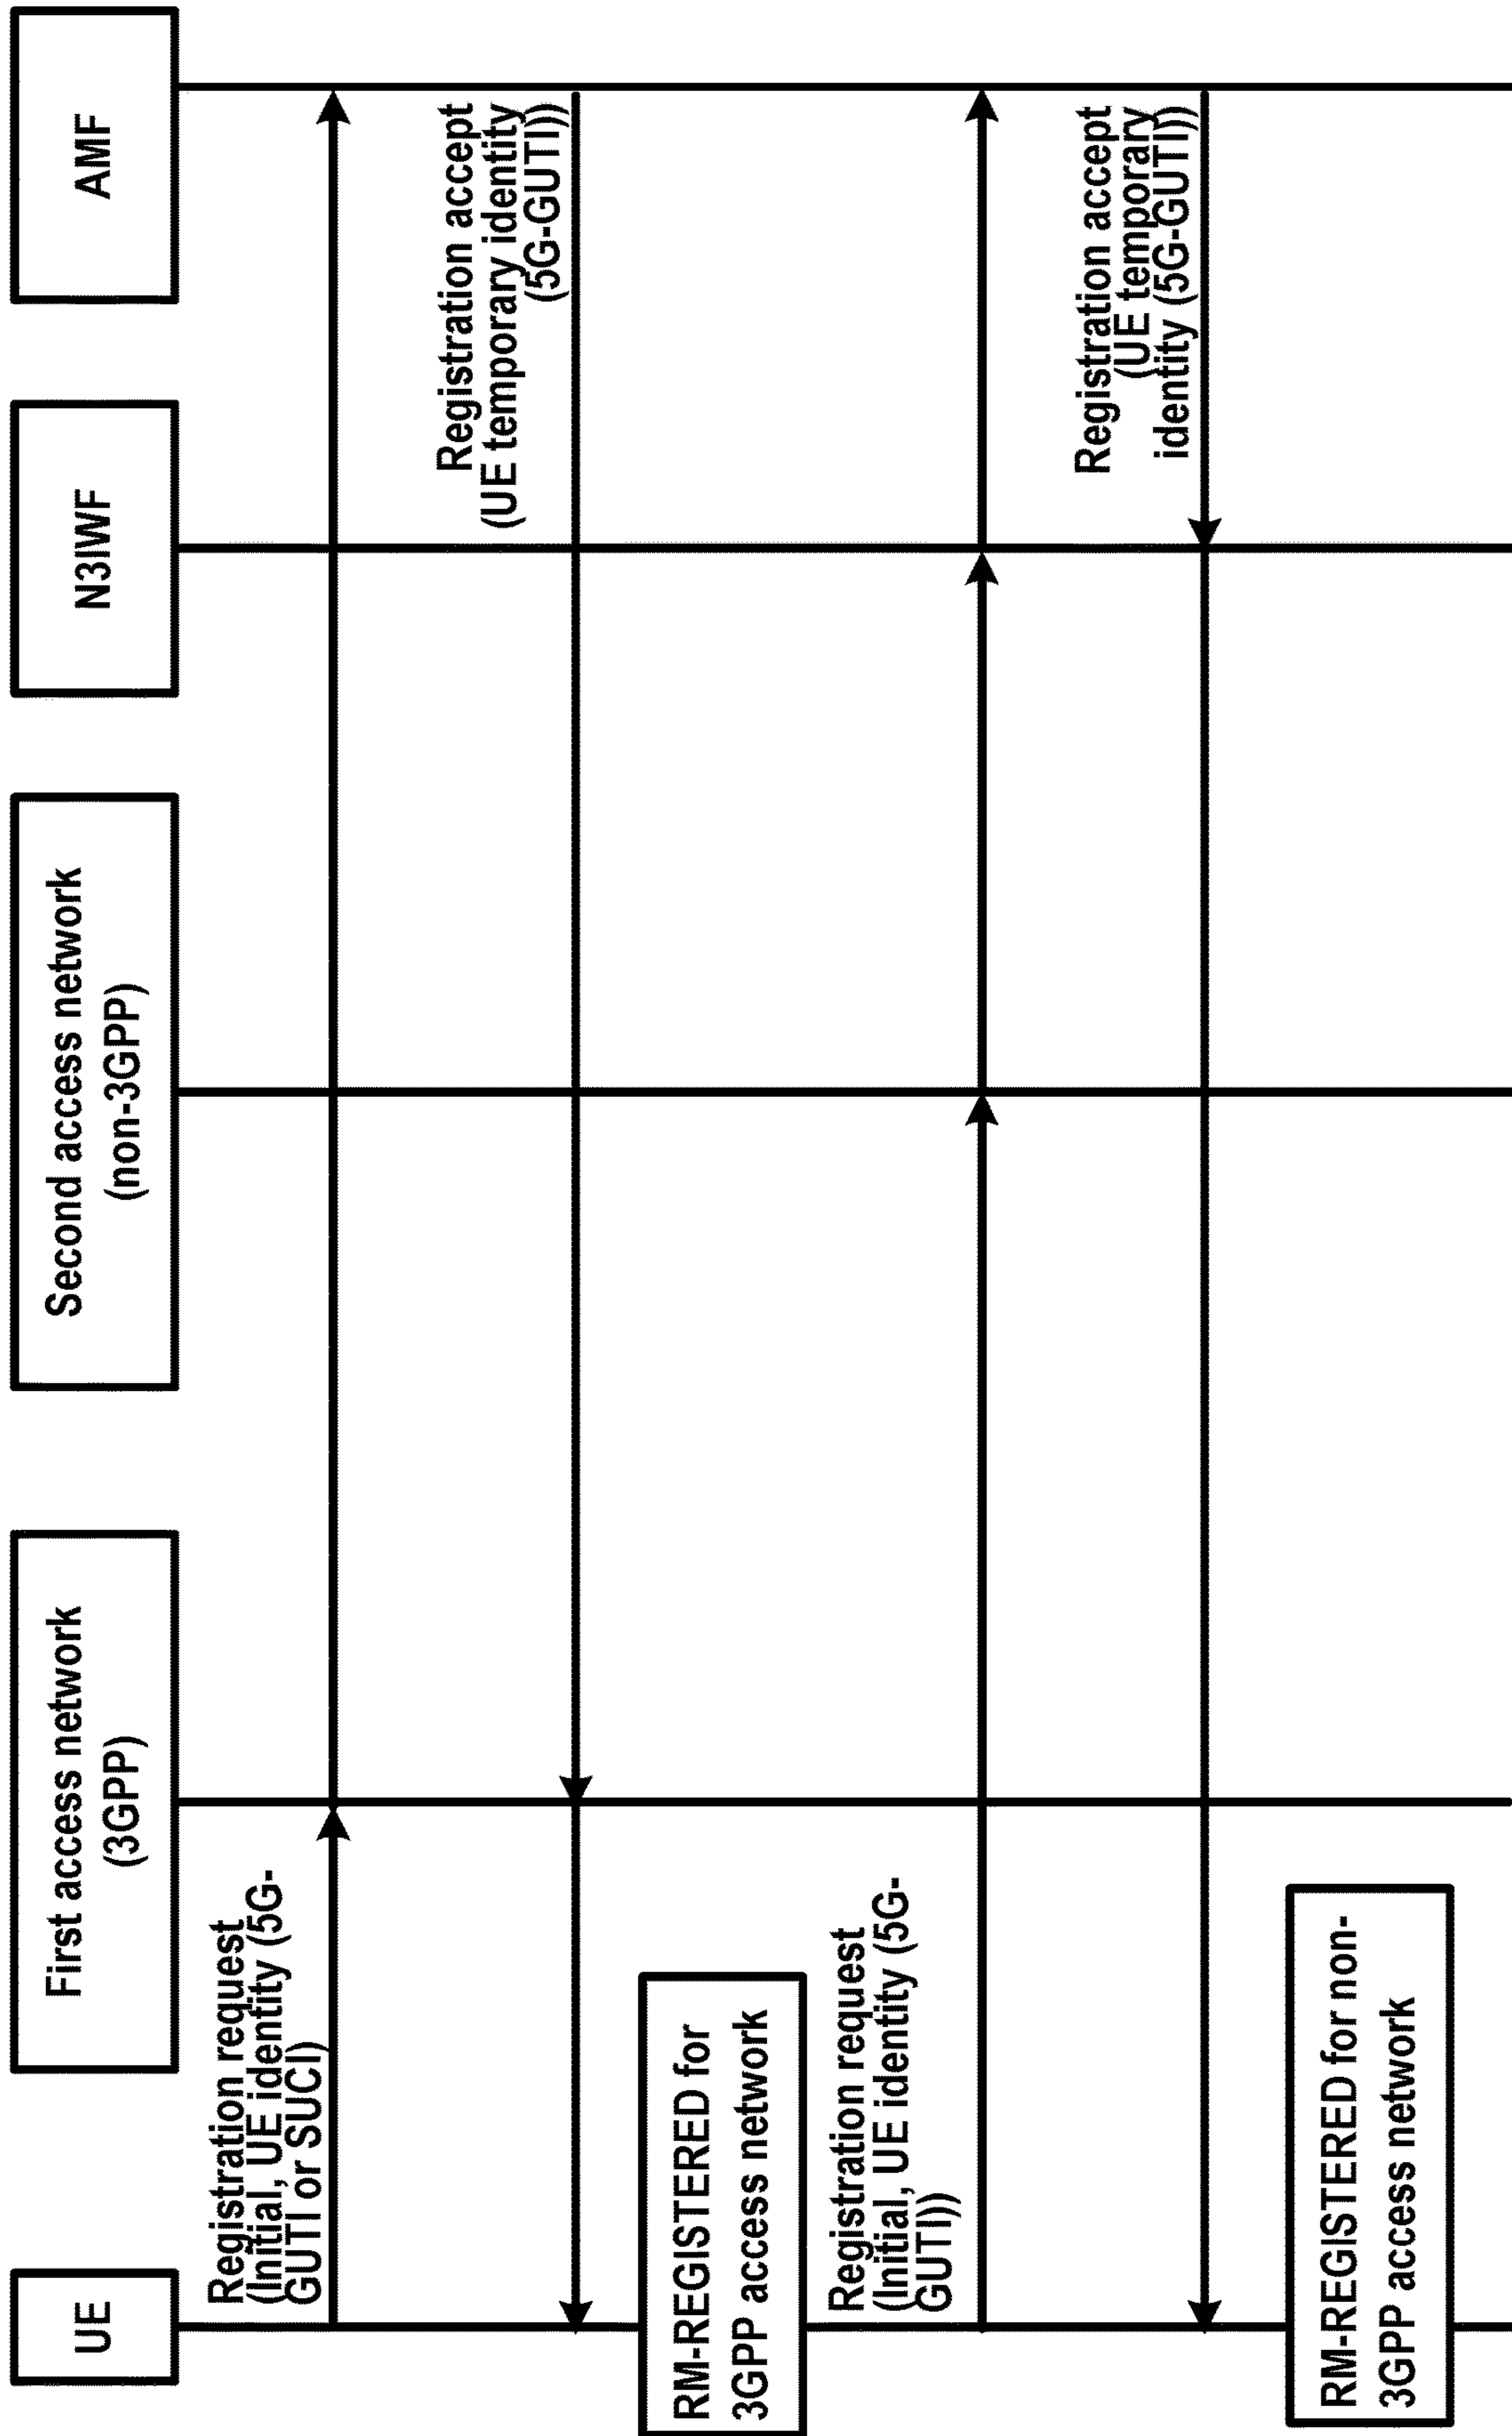 UE
First access network
(3GPP)
Second access network
(non-3GPP)
N3IWF
AMF
Registration request
(Initial, UE identity (5G-
GUTI or SUCI)
Registration accept
(UE temporary identity
(5G-GUTI))
RM-REGISTERED for
3GPP access network
Registration request
(Initial, UE identity (5G-
GUTI))
Registration accept
(UE temporary
identity (5G-GUTI))
RM-REGISTERED for non-
3GPP access network